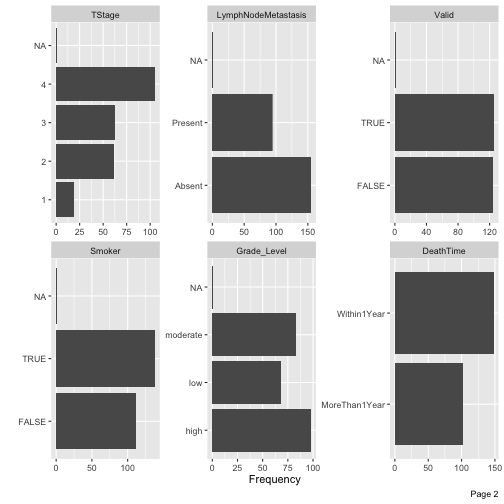 TStage
NA
4
3
2
1
0 25 50 75 100
LymphNodeMetastasis
NA
Present
Absent
0 50 100 150
Valid
NA
TRUE
FALSE
0 40 80 120
Smoker
NA
TRUE
FALSE
0 50 100
Grade_Level
NA
moderate
low
high
0 25 50 75 100
DeathTime
Within1Year
MoreThan1Year
0 50 100 150
Frequency
Page 2